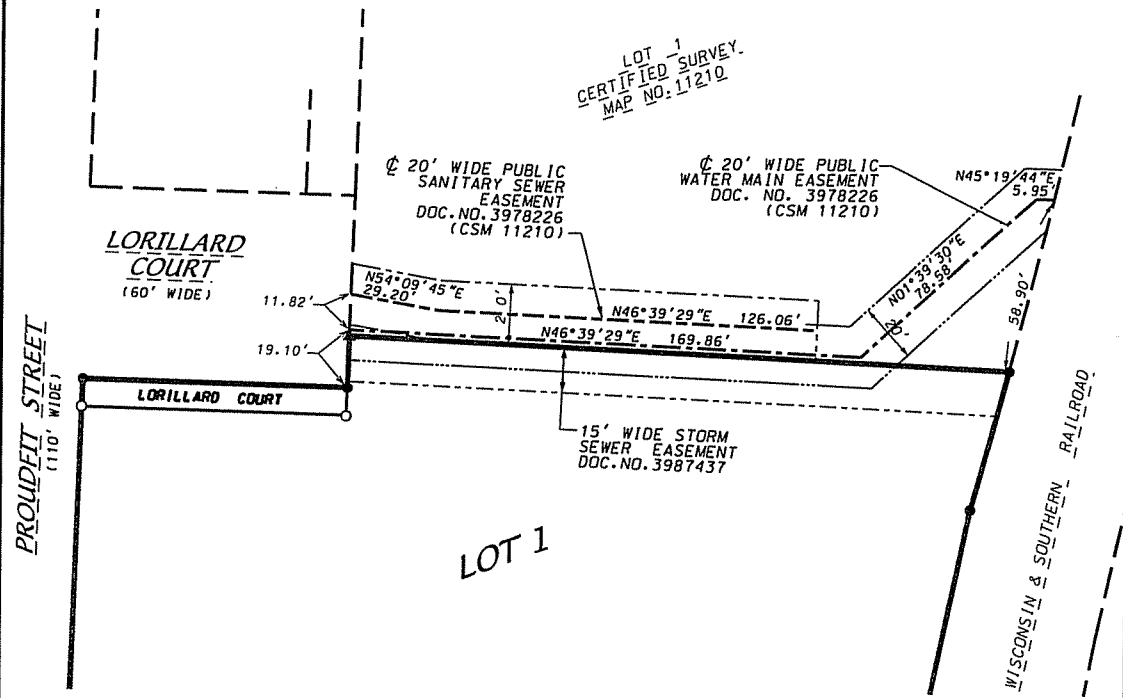 LOT 1
CERTIFIED SURVEY
MAP NO. 11210
℄ 20' WIDE PUBLIC
SANITARY SEWER
EASEMENT
DOC.NO.3978226
(CSM 11210)
℄ 20' WIDE PUBLIC
WATER MAIN EASEMENT
DOC. NO. 3978226
(CSM 11210)
N45°19'44"E
5.95'
LORILLARD
COURT
(60' WIDE)
N54°09'45"E
29.20'
11.82'
N46°39'29"E 126.06'
N01°39'30"E
78.58'
20'
58.90'
N46°39'29"E 169.86'
19.10'
LORILLARD COURT
PROUDFIT STREET
(110' WIDE)
15' WIDE STORM
SEWER EASEMENT
DOC.NO.3987437
LOT 1
WISCONSIN & SOUTHERN RAILROAD